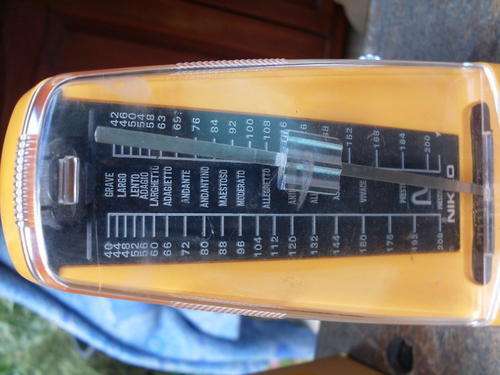 42
46
50
54
58
63
69
76
84
92
100
108
152
168
184
200
GRAVE
LARGO
LENTO
ADAGIO
LARGHETTO
ADAGIETTO
ANDANTE
ANDANTINO
MAESTOSO
MODERATO
ALLEGRETTO
VIVACE
40
44
48
52
56
60
66
72
80
88
96
104
112
120
132
144
160
176
192
208
NIK